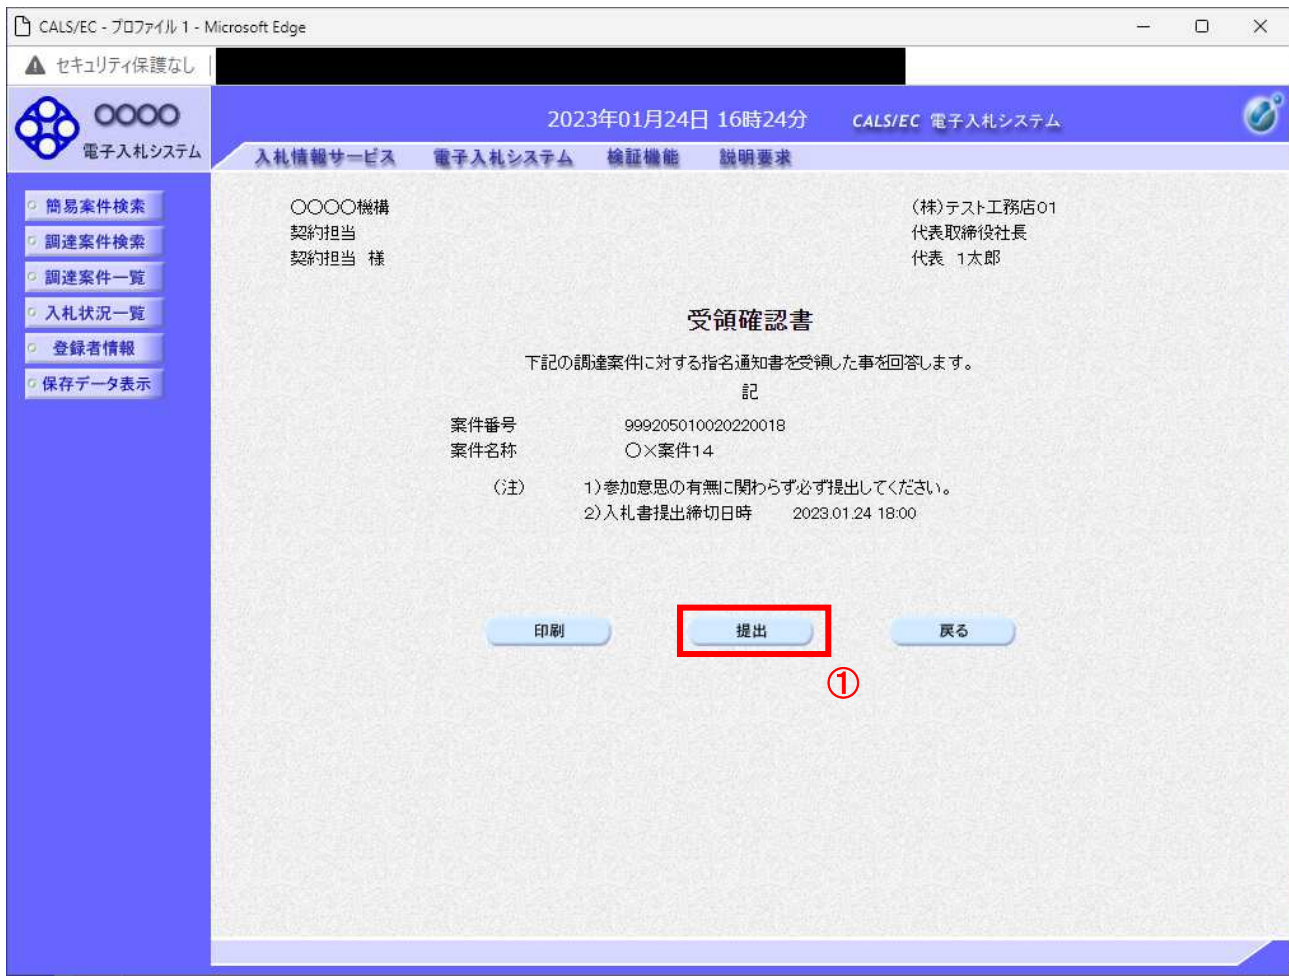 CALS/EC - プロファイル 1 - Microsoft Edge
セキュリティ保護なし
〇〇〇〇
電子入札システム
2023年01月24日 16時24分
CALS/EC 電子入札システム
入札情報サービス 電子入札システム 検証機能 説明要求
簡易案件検索
調達案件検索
調達案件一覧
入札状況一覧
登録者情報
保存データ表示
〇〇〇〇機構
契約担当
契約担当 様
(株)テスト工務店01
代表取締役社長
代表 1太郎
受領確認書
下記の調達案件に対する指名通知書を受領した事を回答します。
記
案件番号 999205010020220018
案件名称 〇×案件14
(注) 1)参加意思の有無に関わらず必ず提出してください。
2)入札書提出締切日時 2023.01.24 18:00
印刷 提出 戻る
①